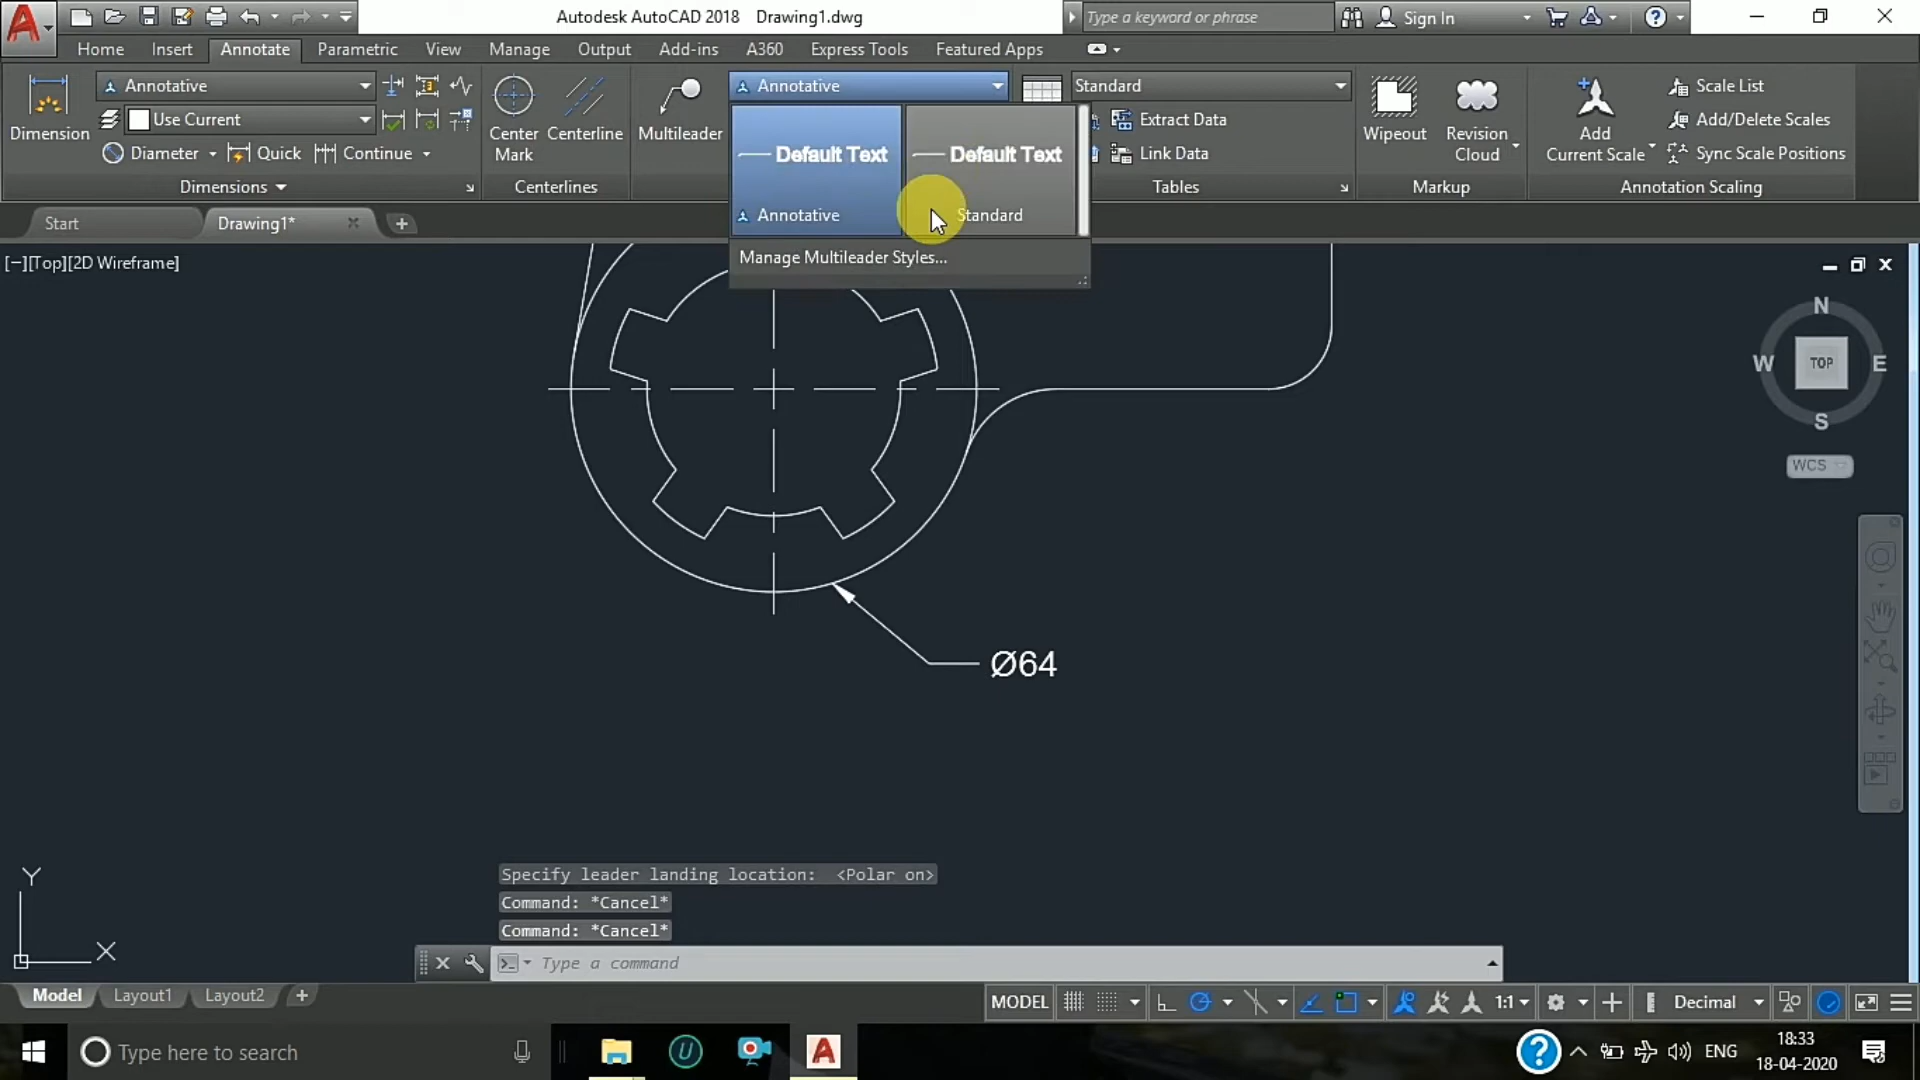 Autodesk AutoCAD 2018 Drawing1.dwg
Type a keyword or phrase
Sign In
Home Insert Annotate Parametric View Manage Output Add-ins A360 Express Tools Featured Apps
Annotative
Annotative
Standard
Scale List
Use Current
Extract Data
Add/Delete Scales
Dimension
Center Mark
Centerline
Multileader
Default Text
Default Text
Wipeout
Revision Cloud
Add Current Scale
Diameter
Quick
Continue
Link Data
Sync Scale Positions
Dimensions
Centerlines
Tables
Markup
Annotation Scaling
Annotative
Standard
Manage Multileader Styles...
Start
Drawing1*
[−][Top][2D Wireframe]
N
W
TOP
E
S
WCS
Ø64
Specify leader landing location: <Polar on>
Command: *Cancel*
Command: *Cancel*
Y
X
Type a command
Model Layout1 Layout2
MODEL
1:1
Decimal
Type here to search
ENG
18:33
18-04-2020